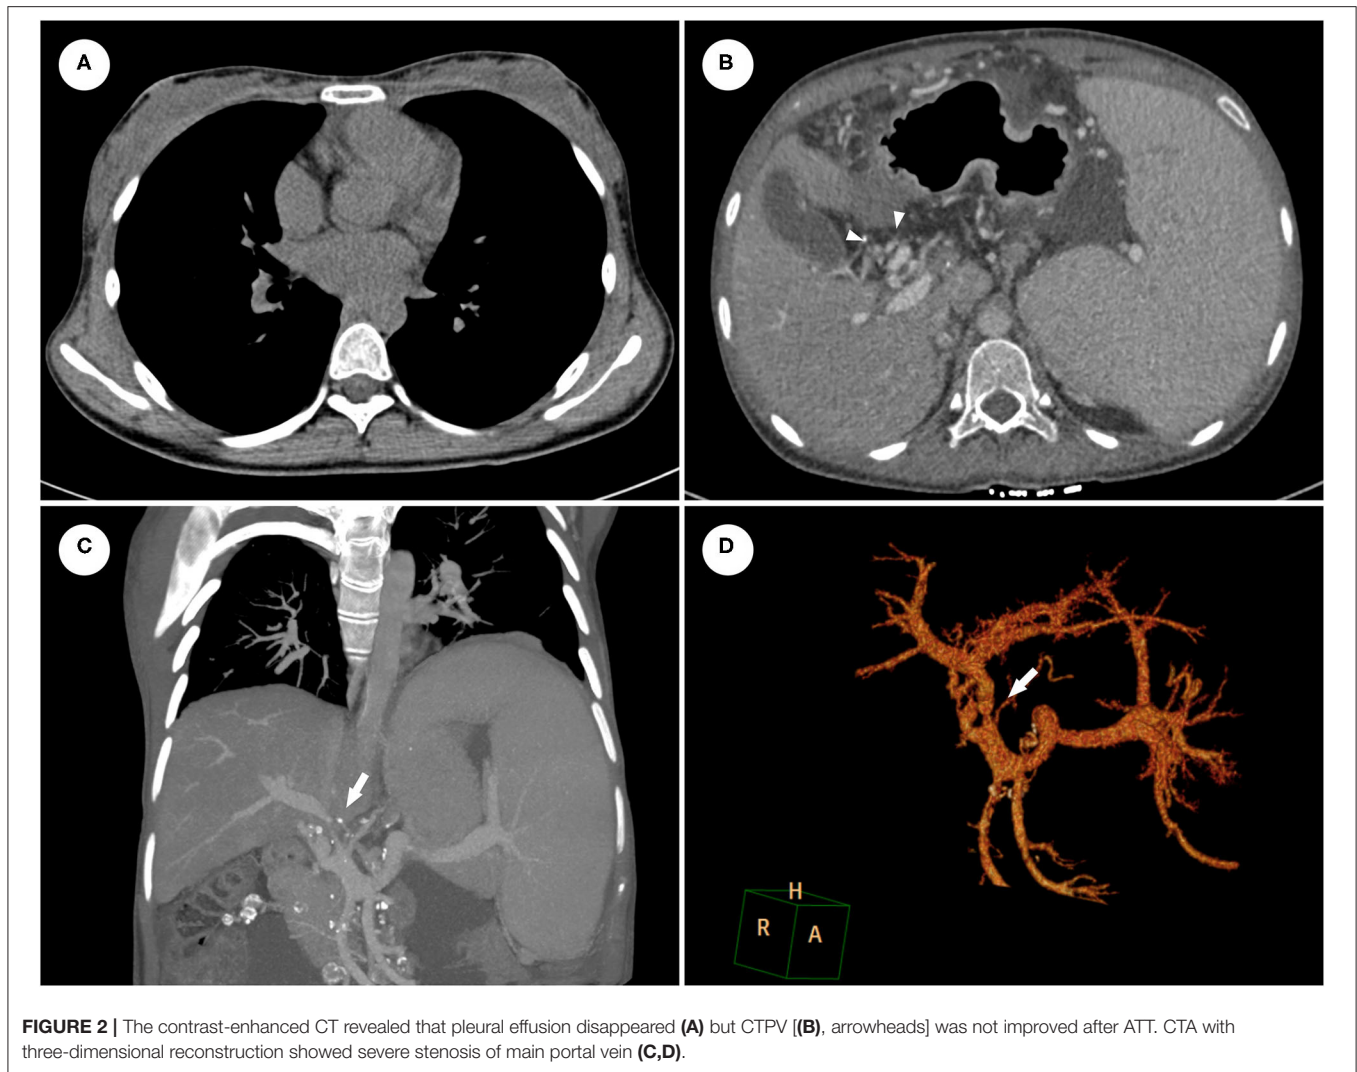 A
B
C
D
H
R
A
FIGURE 2 | The contrast-enhanced CT revealed that pleural effusion disappeared (A) but CTPV [(B), arrowheads] was not improved after ATT. CTA with
three-dimensional reconstruction showed severe stenosis of main portal vein (C,D).